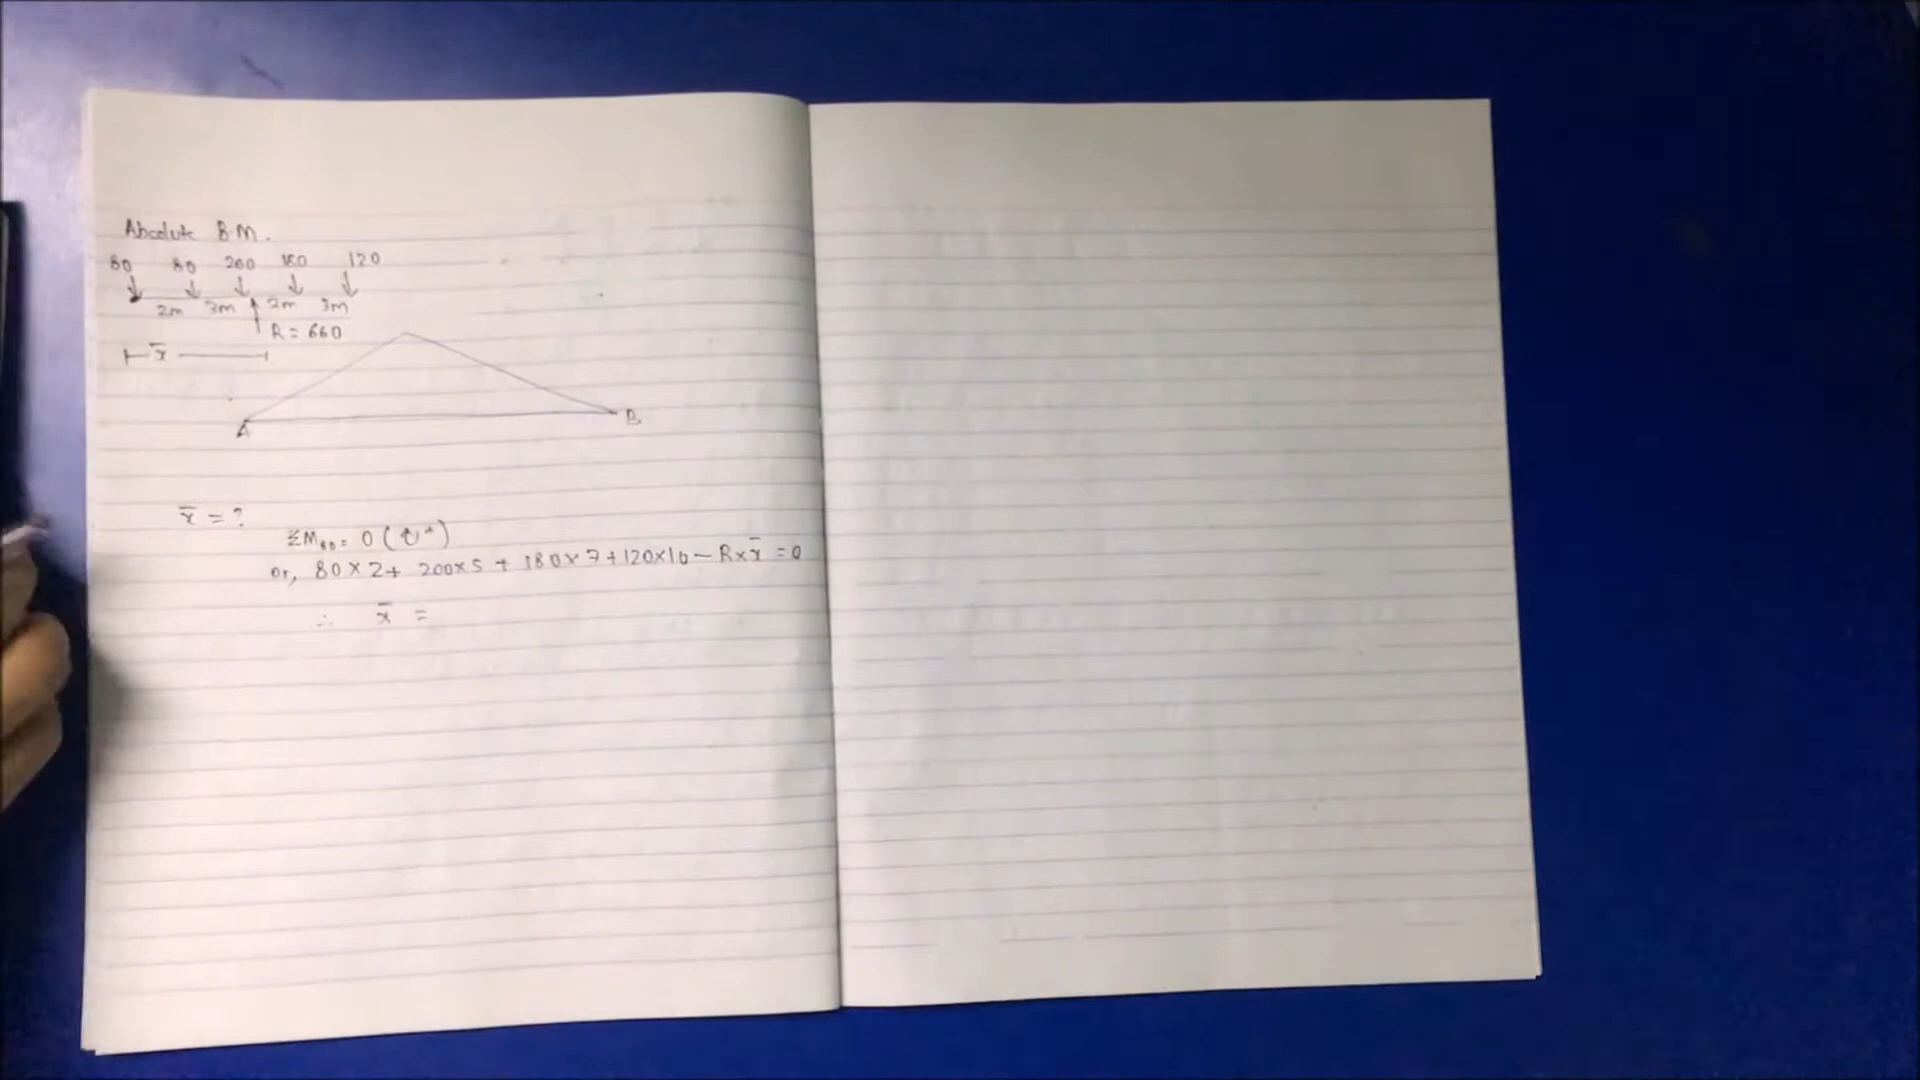 Absolute B.M.
80 80 200 180 120
2m 3m 2m 3m
R = 660
x̄
A B
x̄ = ?
ΣM₈₀ = 0 (↻⁺)
Or, 80×2 + 200×5 + 180×7 + 120×10 − R×x̄ = 0
∴ x̄ =